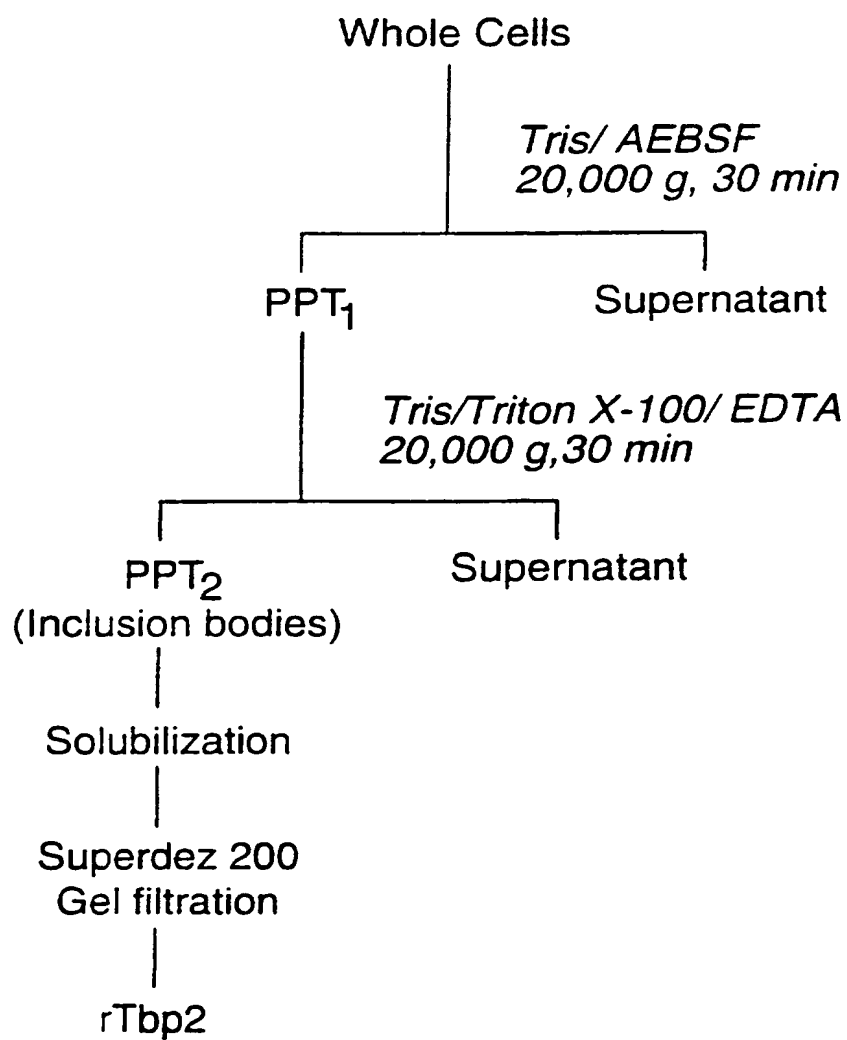 Whole Cells
Tris/ AEBSF
20,000 g, 30 min
PPT1
Supernatant
Tris/Triton X-100/ EDTA
20,000 g,30 min
PPT2
(Inclusion bodies)
Supernatant
Solubilization
Superdez 200
Gel filtration
rTbp2